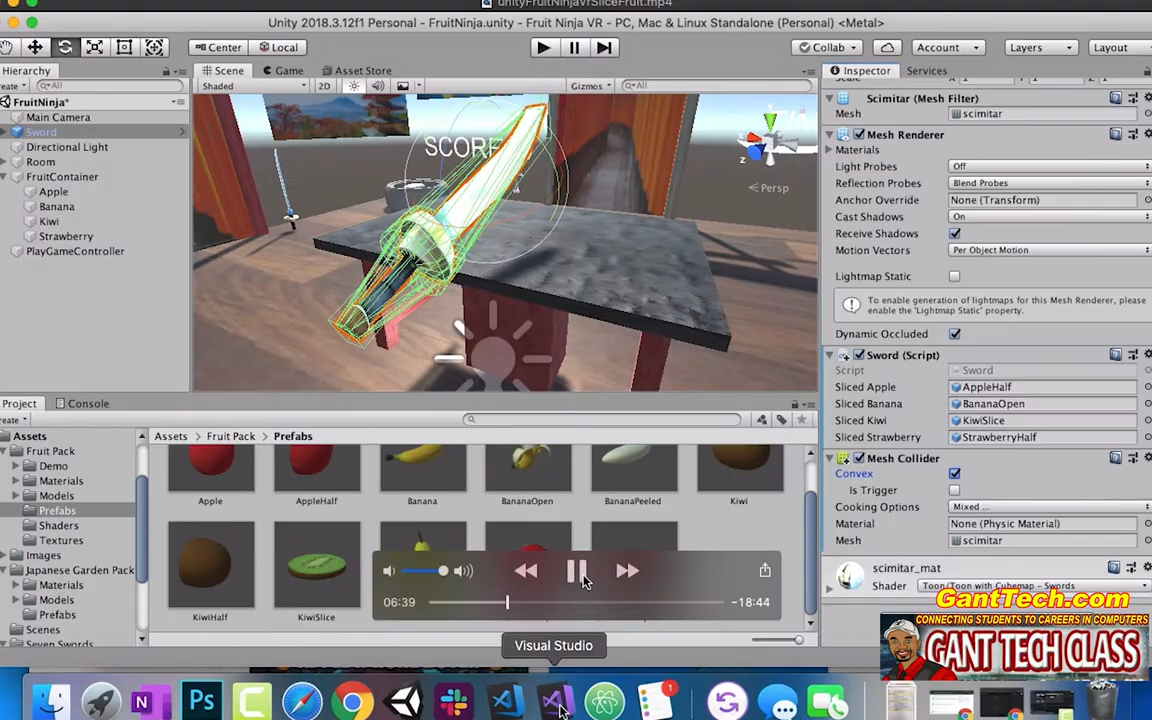 unityFruitNinjaVrSliceFruit.mp4
Unity 2018.3.12f1 Personal - FruitNinja.unity - Fruit Ninja VR - PC, Mac & Linux Standalone (Personal) <Metal>
Center Local Collab Account Layers Layout
Hierarchy Scene Game Asset Store Inspector Services
All Shaded 2D Gizmos All
FruitNinja*
Main Camera
Sword
Directional Light
Room
FruitContainer
Apple
Banana
Kiwi
Strawberry
PlayGameController
SCORE
y
z
Persp
Scimitar (Mesh Filter)
Mesh scimitar
Mesh Renderer
Materials
Light Probes Off
Reflection Probes Blend Probes
Anchor Override None (Transform)
Cast Shadows On
Receive Shadows
Motion Vectors Per Object Motion
Lightmap Static
To enable generation of lightmaps for this Mesh Renderer, please
enable the 'Lightmap Static' property.
Dynamic Occluded
Sword (Script)
Script Sword
Sliced Apple AppleHalf
Sliced Banana BananaOpen
Sliced Kiwi KiwiSlice
Sliced Strawberry StrawberryHalf
Mesh Collider
Convex
Is Trigger
Cooking Options Mixed ...
Material None (Physic Material)
Mesh scimitar
scimitar_mat
Shader Toon/Toon with Cubemap - Swords
Project Console
Assets
Fruit Pack
Demo
Materials
Models
Prefabs
Shaders
Textures
Images
Japanese Garden Pack
Materials
Models
Prefabs
Scenes
Seven Swords
Assets Fruit Pack Prefabs
Apple AppleHalf Banana BananaOpen BananaPeeled Kiwi
KiwiHalf KiwiSlice
06:39 -18:44
Visual Studio
GantTech.com
CONNECTING STUDENTS TO CAREERS IN COMPUTERS
GANT TECH CLASS
N Ps C 1